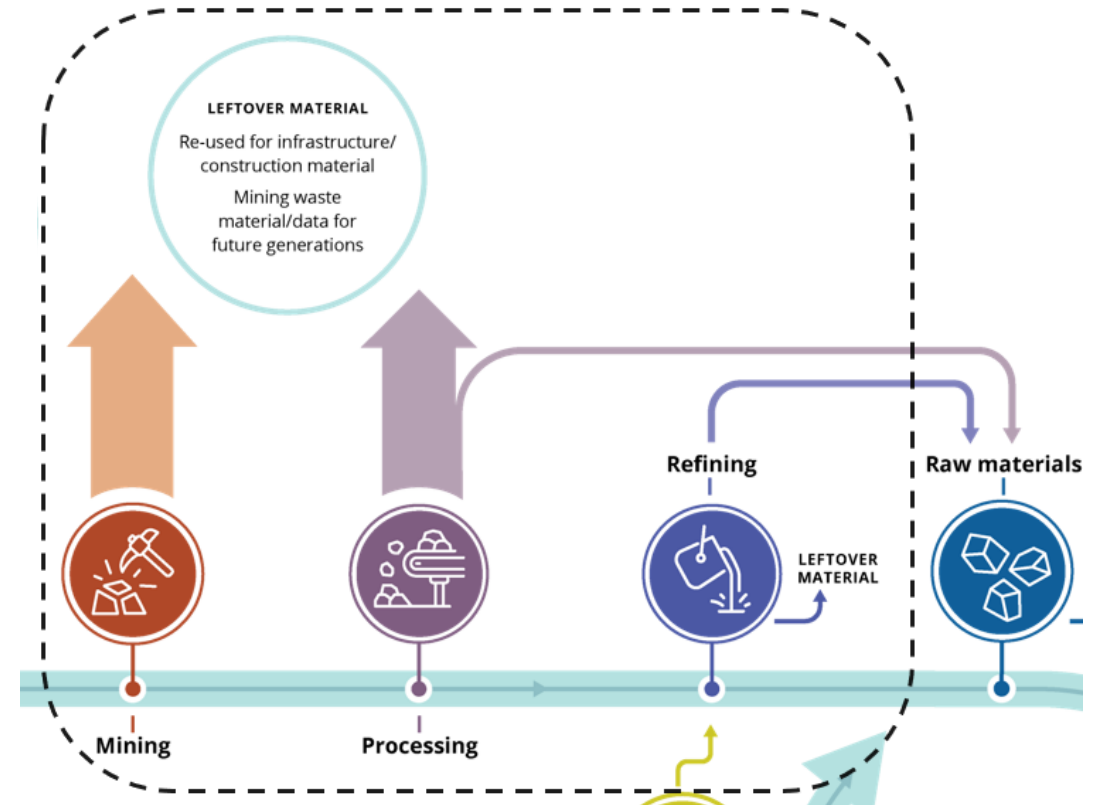 LEFTOVER MATERIAL
Re-used for infrastructure/
construction material
Mining waste
material/data for
future generations
Refining
Raw materials
LEFTOVER
MATERIAL
Mining
Processing